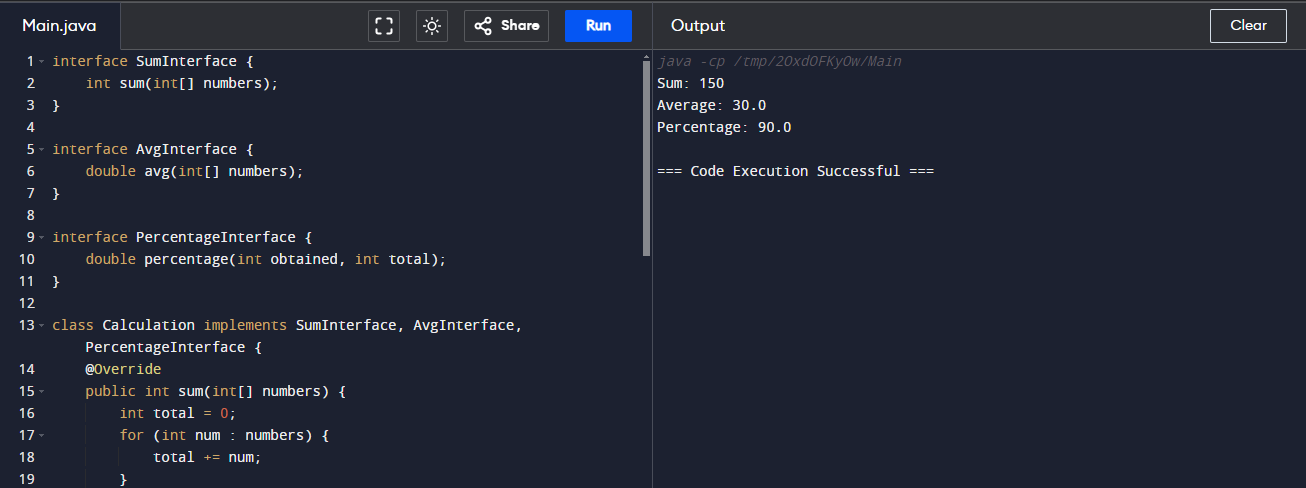 Main.java
Share
Run
Output
Clear
1 interface SumInterface {
2     int sum(int[] numbers);
3 }
4
5 interface AvgInterface {
6     double avg(int[] numbers);
7 }
8
9 interface PercentageInterface {
10     double percentage(int obtained, int total);
11 }
12
13 class Calculation implements SumInterface, AvgInterface,
    PercentageInterface {
14     @Override
15     public int sum(int[] numbers) {
16         int total = 0;
17         for (int num : numbers) {
18             total += num;
19         }
java -cp /tmp/2OxdOFKyOw/Main
Sum: 150
Average: 30.0
Percentage: 90.0
=== Code Execution Successful ===